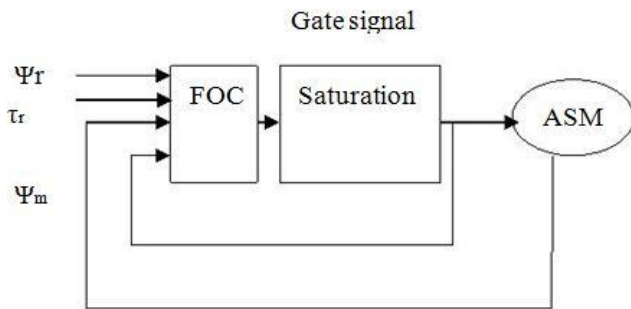 Gate signal
Ψr
FOC
Saturation
ASM
τr
Ψm